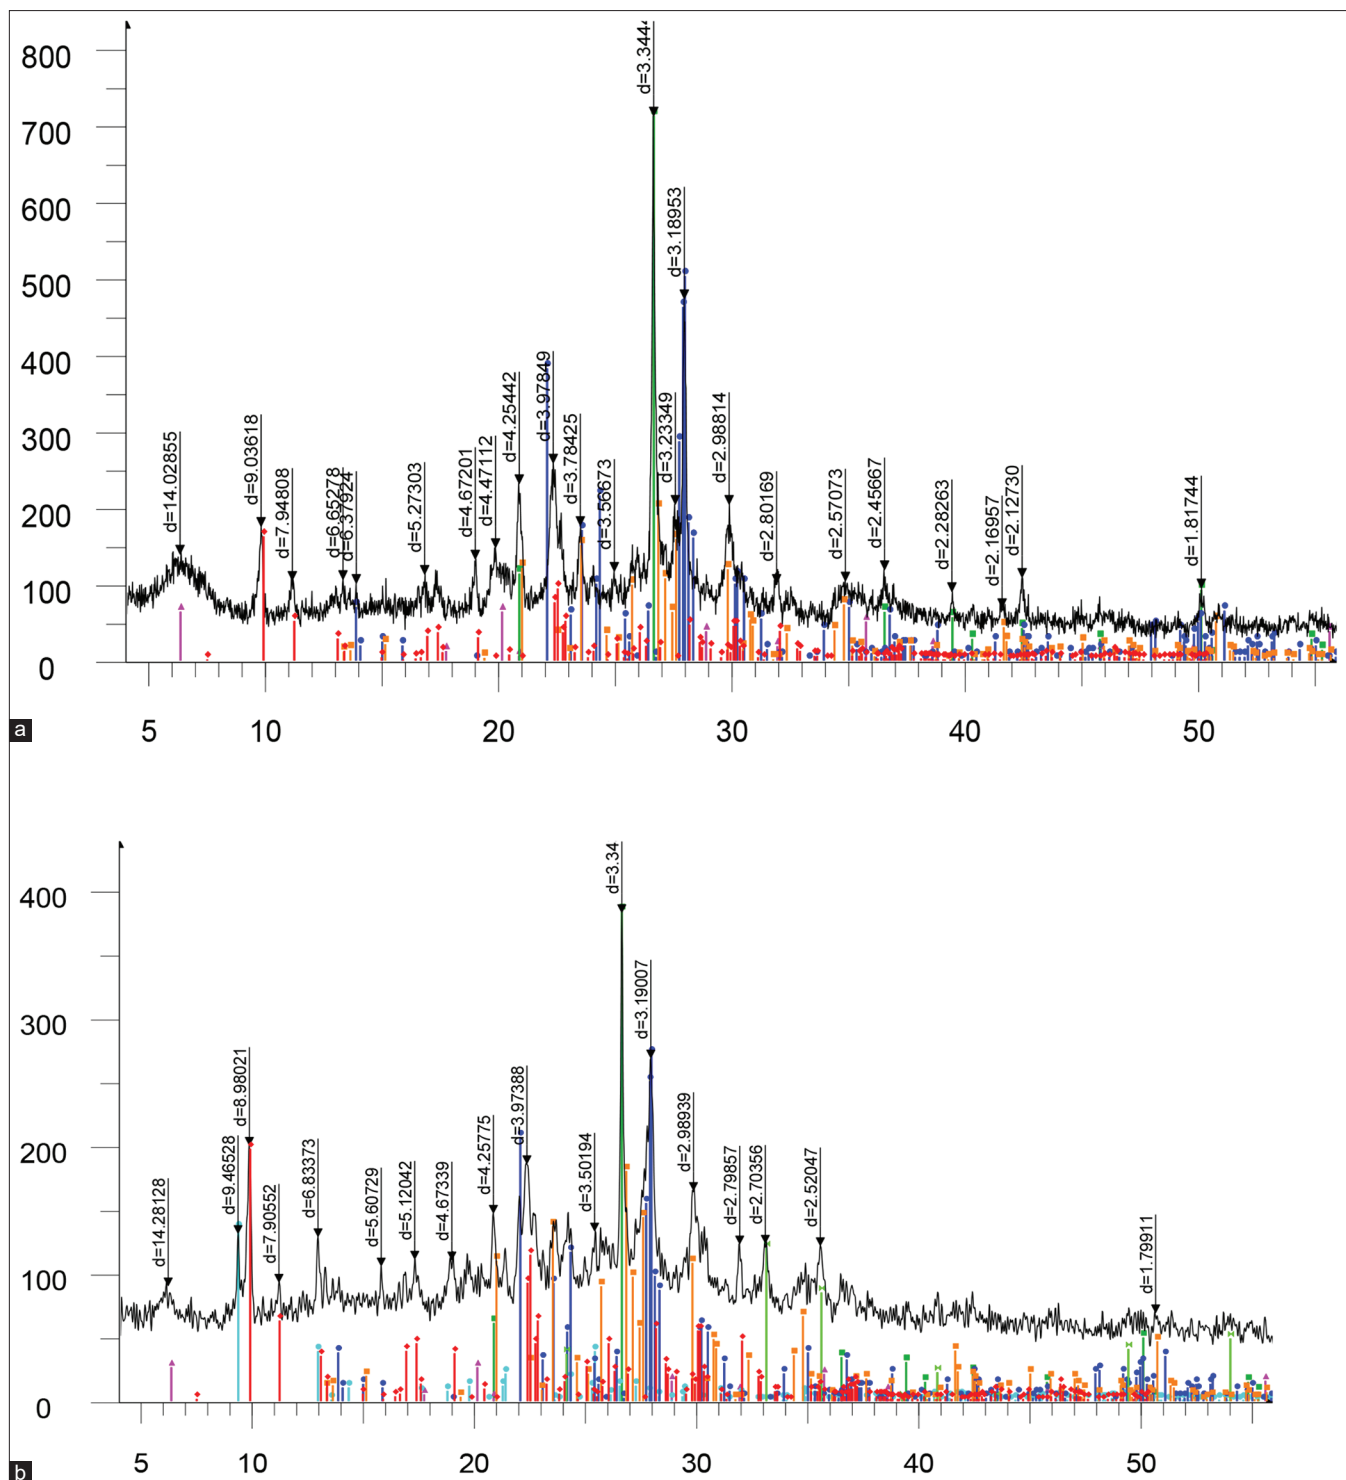 800
700
600
500
400
300
200
100
0
d=14.02855
d=9.03618
d=7.94808
d=6.65278
d=6.37924
d=5.27303
d=4.67201
d=4.47112
d=4.25442
d=3.97849
d=3.78425
d=3.56673
d=3.344
d=3.23349
d=3.18953
d=2.98814
d=2.80169
d=2.57073
d=2.45667
d=2.28263
d=2.16957
d=2.12730
d=1.81744
5 10 20 30 40 50
a
400
300
200
100
0
d=14.28128
d=9.46528
d=8.98021
d=7.90552
d=6.83373
d=5.60729
d=5.12042
d=4.67339
d=4.25775
d=3.97388
d=3.50194
d=3.34
d=3.19007
d=2.98939
d=2.79857
d=2.70356
d=2.52047
d=1.79911
5 10 20 30 40 50
b